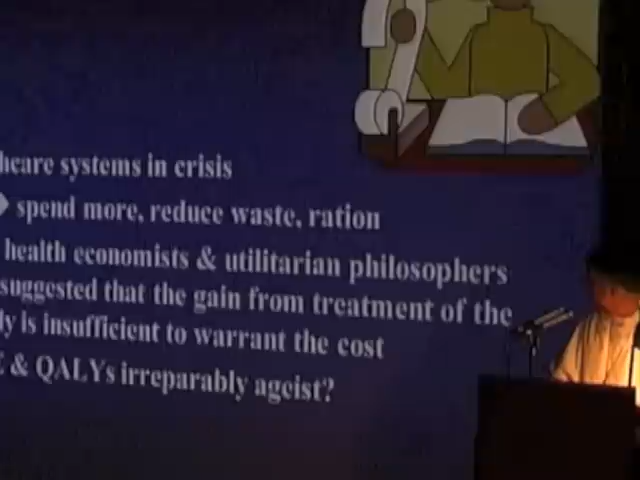 hcare systems in crisis
spend more, reduce waste, ration
health economists & utilitarian philosophers
suggested that the gain from treatment of the
ly is insufficient to warrant the cost
E & QALYs irreparably ageist?